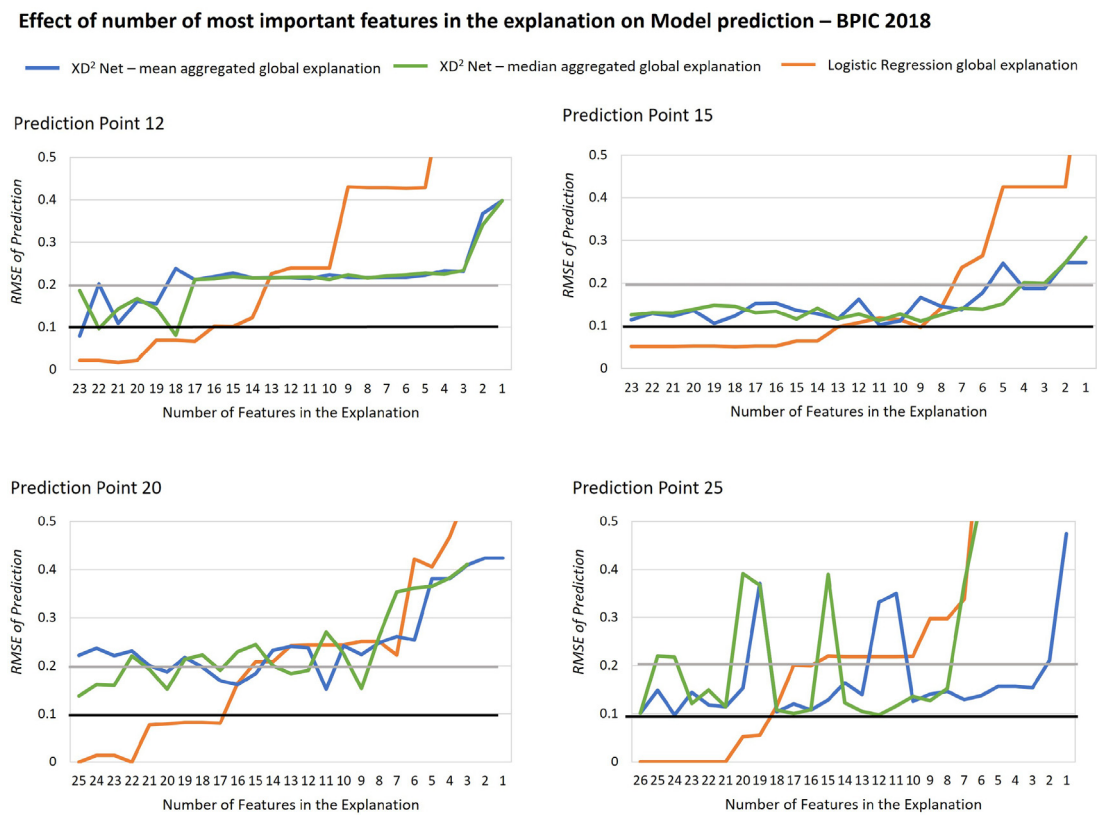 Effect of number of most important features in the explanation on Model prediction – BPIC 2018
XD² Net – mean aggregated global explanation
XD² Net – median aggregated global explanation
Logistic Regression global explanation
Prediction Point 12
RMSE of Prediction
0.5
0.4
0.3
0.2
0.1
0
23 22 21 20 19 18 17 16 15 14 13 12 11 10 9 8 7 6 5 4 3 2 1
Number of Features in the Explanation
Prediction Point 15
RMSE of Prediction
0.5
0.4
0.3
0.2
0.1
0
23 22 21 20 19 18 17 16 15 14 13 12 11 10 9 8 7 6 5 4 3 2 1
Number of Features in the Explanation
Prediction Point 20
RMSE of Prediction
0.5
0.4
0.3
0.2
0.1
0
25 24 23 22 21 20 19 18 17 16 15 14 13 12 11 10 9 8 7 6 5 4 3 2 1
Number of Features in the Explanation
Prediction Point 25
RMSE of Prediction
0.5
0.4
0.3
0.2
0.1
0
26 25 24 23 22 21 20 19 18 17 16 15 14 13 12 11 10 9 8 7 6 5 4 3 2 1
Number of Features in the Explanation